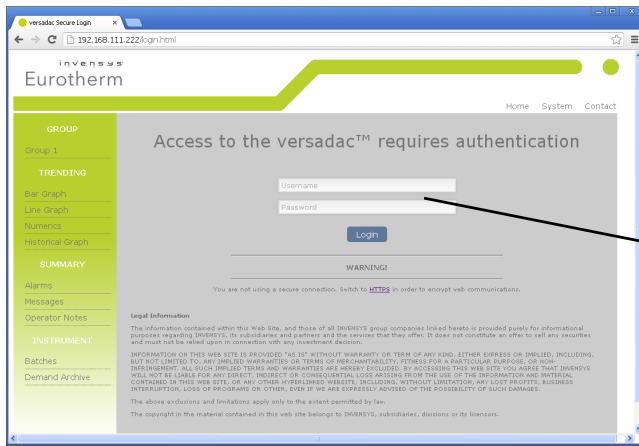 versadac Secure Login
192.168.111.222/login.html
invensys
Eurotherm
Home System Contact
GROUP
Group 1
TRENDING
Bar Graph
Line Graph
Numerics
Historical Graph
SUMMARY
Alarms
Messages
Operator Notes
INSTRUMENT
Batches
Demand Archive
Access to the versadac™ requires authentication
Username
Password
Login
WARNING!
You are not using a secure connection. Switch to HTTPS in order to encrypt web communications.
Legal Information
The information contained within this Web Site, and those of all INVENSYS group companies linked hereto is provided purely for informational
purposes regarding INVENSYS, its subsidiaries and partners and the services that they offer. It does not constitute an offer to sell any securities
and must not be relied upon in connection with any investment decision.
INFORMATION ON THIS WEB SITE IS PROVIDED "AS IS" WITHOUT WARRANTY OR TERM OF ANY KIND, EITHER EXPRESS OR IMPLIED, INCLUDING,
BUT NOT LIMITED TO, ANY IMPLIED WARRANTIES OR TERMS OF MERCHANTABILITY, FITNESS FOR A PARTICULAR PURPOSE, OR NON-
INFRINGEMENT. ALL SUCH IMPLIED TERMS AND WARRANTIES ARE HEREBY EXCLUDED. BY ACCESSING THIS WEB SITE YOU AGREE THAT INVENSYS
WILL NOT BE LIABLE FOR ANY DIRECT, INDIRECT OR CONSEQUENTIAL LOSS ARISING FROM THE USE OF THE INFORMATION AND MATERIAL
CONTAINED IN THIS WEB SITE, OR ANY OTHER HYPERLINKED WEBSITE, INCLUDING, WITHOUT LIMITATION, ANY LOST PROFITS, BUSINESS
INTERRUPTION, LOSS OF PROGRAMS OR OTHER, EVEN IF WE ARE EXPRESSLY ADVISED OF THE POSSIBILITY OF SUCH DAMAGES.
The above exclusions and limitations apply only to the extent permitted by law.
The copyright in the material contained in this web site belongs to INVENSYS, subsidiaries, divisions or its licensors.